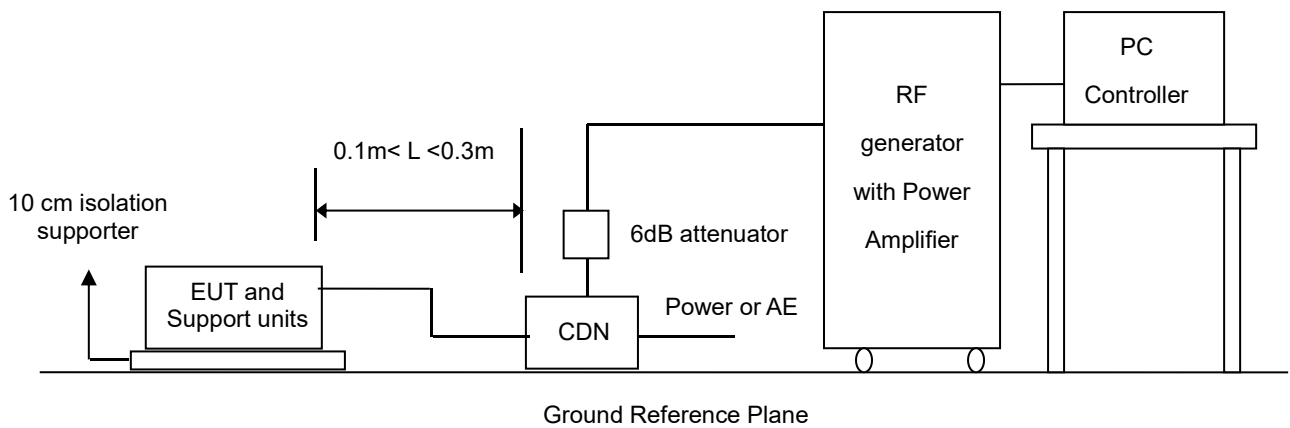 PC
Controller
RF
generator
with Power
Amplifier
0.1m< L <0.3m
10 cm isolation
supporter
6dB attenuator
EUT and
Support units
Power or AE
CDN
Ground Reference Plane